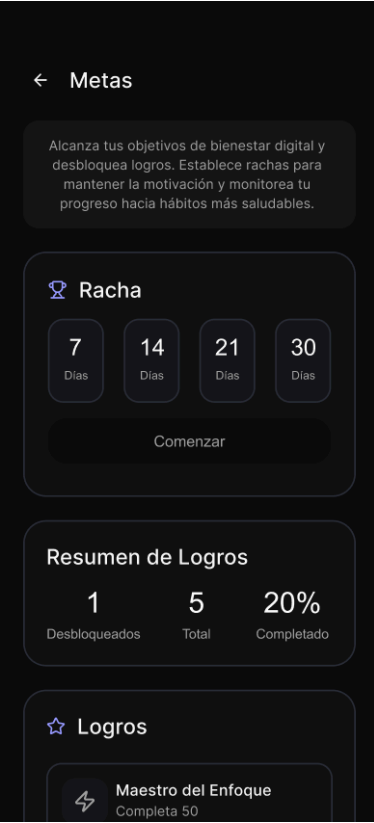 Metas
Alcanza tus objetivos de bienestar digital y
desbloquea logros. Establece rachas para
mantener la motivación y monitorea tu
progreso hacia hábitos más saludables.
Racha
7 14 21 30
Días Días Días Días
Comenzar
Resumen de Logros
1 5 20%
Desbloqueados Total Completado
Logros
Maestro del Enfoque
Completa 50